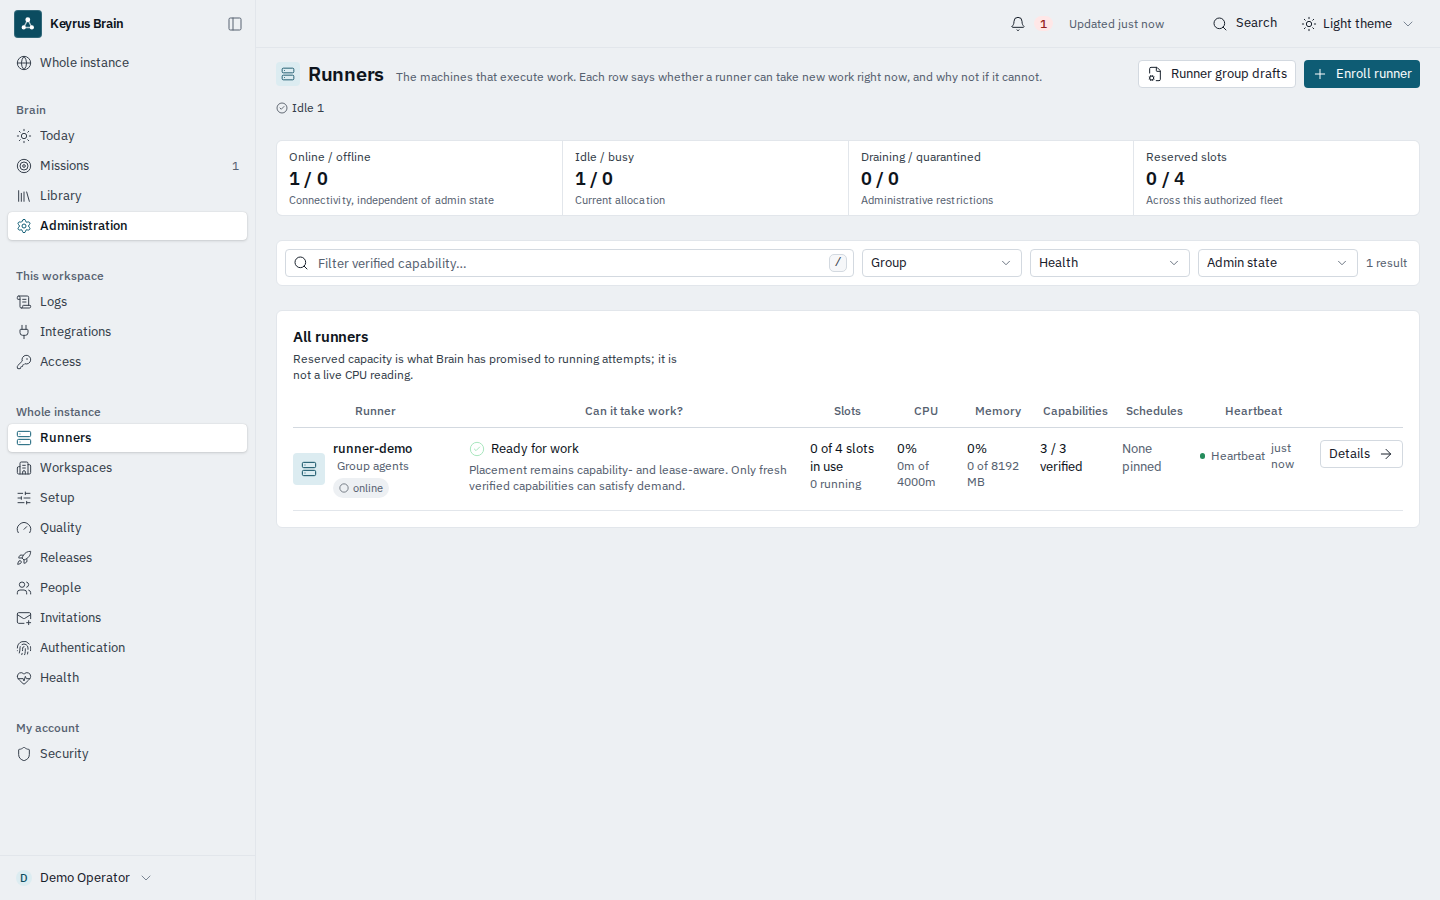 Keyrus Brain
Whole instance
Brain
Today
Missions 1
Library
Administration
This workspace
Logs
Integrations
Access
Whole instance
Runners
Workspaces
Setup
Quality
Releases
People
Invitations
Authentication
Health
My account
Security
D Demo Operator
1 Updated just now Search Light theme
Runners The machines that execute work. Each row says whether a runner can take new work right now, and why not if it cannot.
Runner group drafts Enroll runner
Idle 1
Online / offline
1 / 0
Connectivity, independent of admin state
Idle / busy
1 / 0
Current allocation
Draining / quarantined
0 / 0
Administrative restrictions
Reserved slots
0 / 4
Across this authorized fleet
Filter verified capability... / Group Health Admin state 1 result
All runners
Reserved capacity is what Brain has promised to running attempts; it is
not a live CPU reading.
Runner Can it take work? Slots CPU Memory Capabilities Schedules Heartbeat
runner-demo
Group agents
online
Ready for work
Placement remains capability- and lease-aware. Only fresh
verified capabilities can satisfy demand.
0 of 4 slots
in use
0 running
0%
0m of
4000m
0%
0 of 8192
MB
3 / 3
verified
None
pinned
Heartbeat just
now
Details